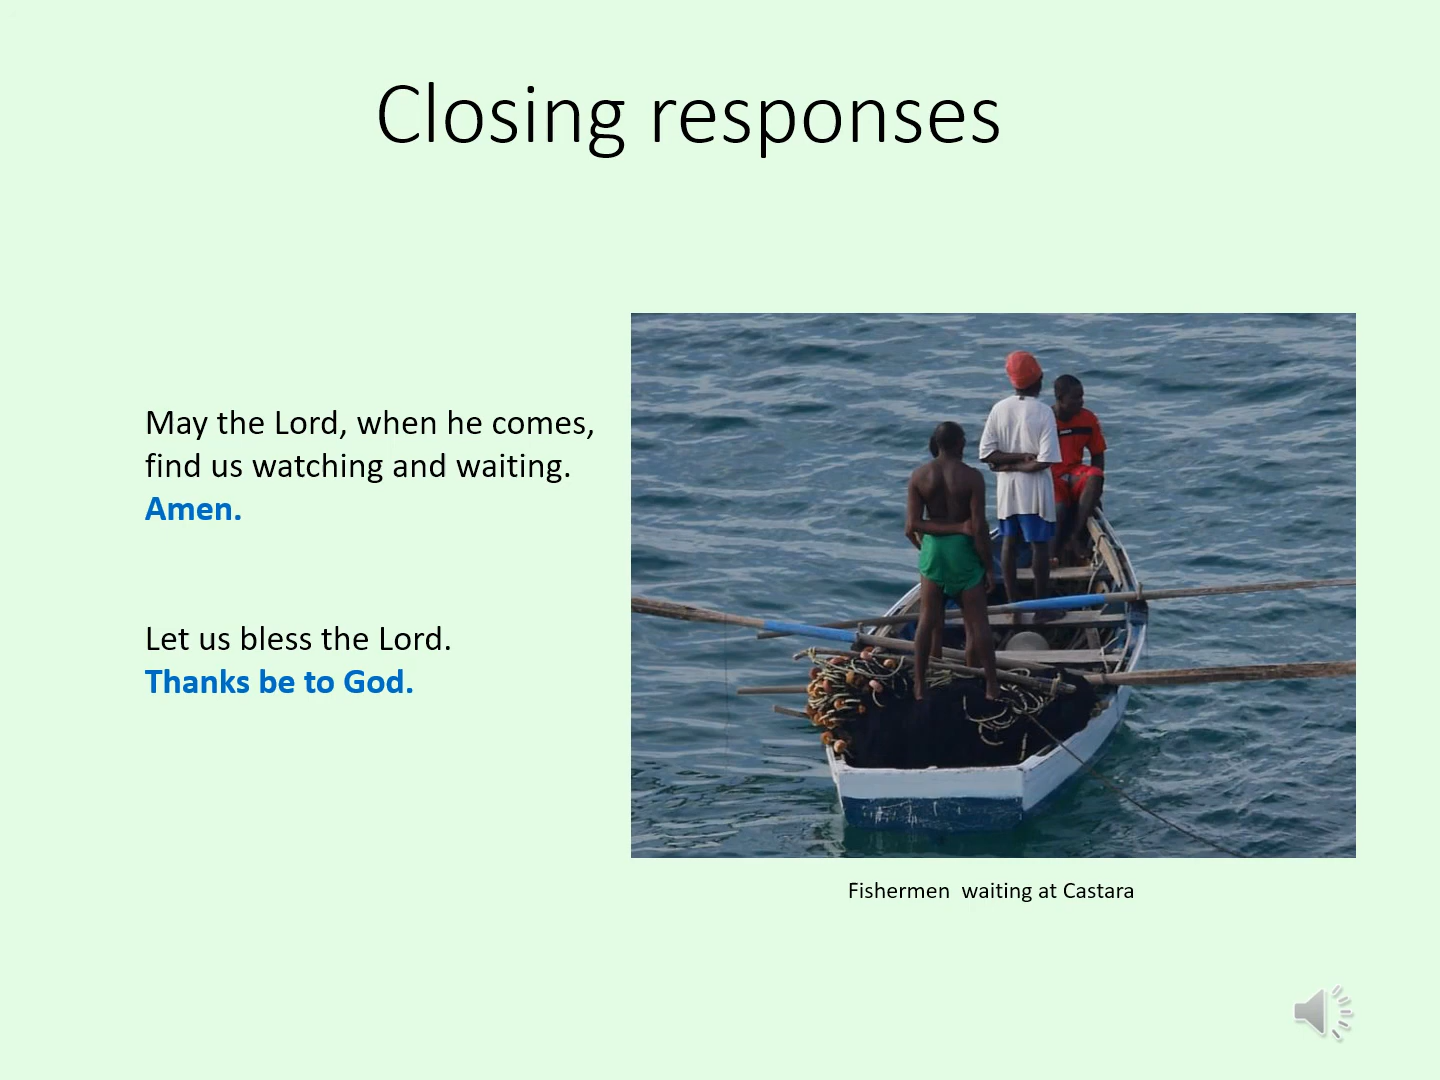 Closing responses
May the Lord, when he comes,
find us watching and waiting.
Amen.
Let us bless the Lord.
Thanks be to God.
Fishermen  waiting at Castara